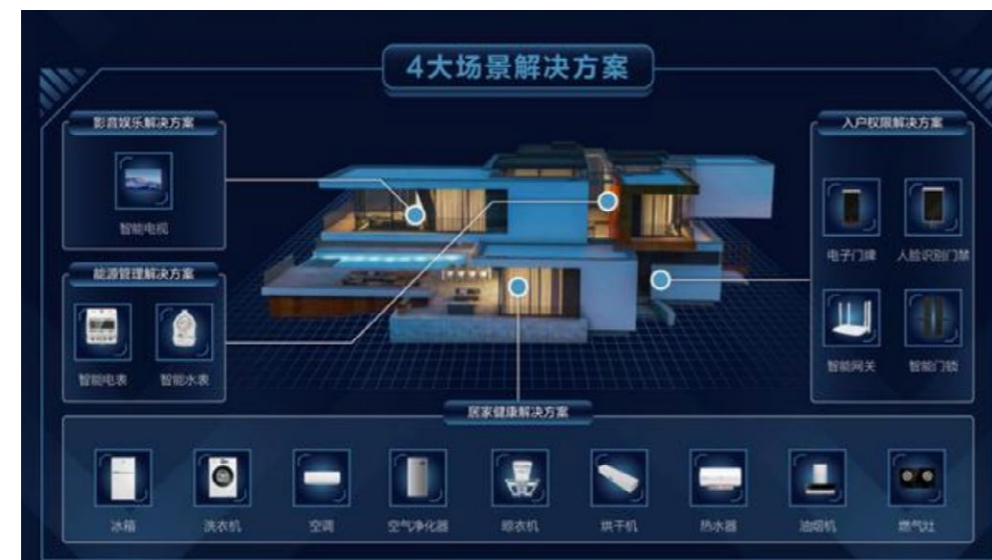 4大场景解决方案
影音娱乐解决方案
智能电视
能源管理解决方案
智能电表 智能水表
入户权限解决方案
电子门牌 人脸识别门禁
智能网关 智能门锁
居家健康解决方案
冰箱 洗衣机 空调 空气净化器 晾衣机 烘干机 热水器 油烟机 燃气灶